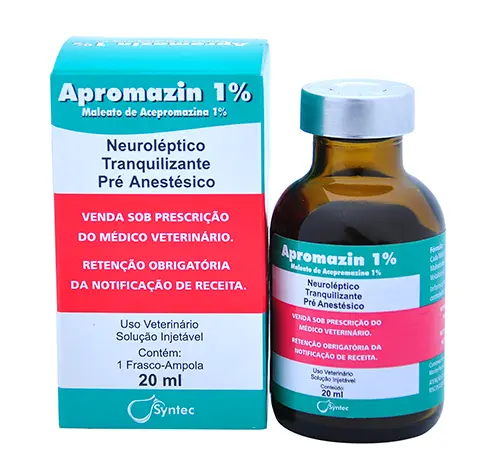 1%
Apromazin 1%
Maleato de Acepromazina 1%
Neuroléptico
Tranquilizante
Pré Anestésico
VENDA SOB PRESCRIÇÃO
DO MÉDICO VETERINÁRIO.
RETENÇÃO OBRIGATÓRIA
DA NOTIFICAÇÃO DE RECEITA.
Uso Veterinário
Solução Injetável
Contém:
1 Frasco-Ampola
20 ml
Syntec
Apromazin 1%
Maleato de Acepromazina 1%
Neuroléptico
Tranquilizante
Pré Anestésico
VENDA SOB PRESCRIÇÃO DO
MÉDICO VETERINÁRIO.
RETENÇÃO OBRIGATÓRIA DA
NOTIFICAÇÃO DE RECEITA.
Uso Veterinário
Solução Injetável
Conteúdo:
20 ml
Syntec